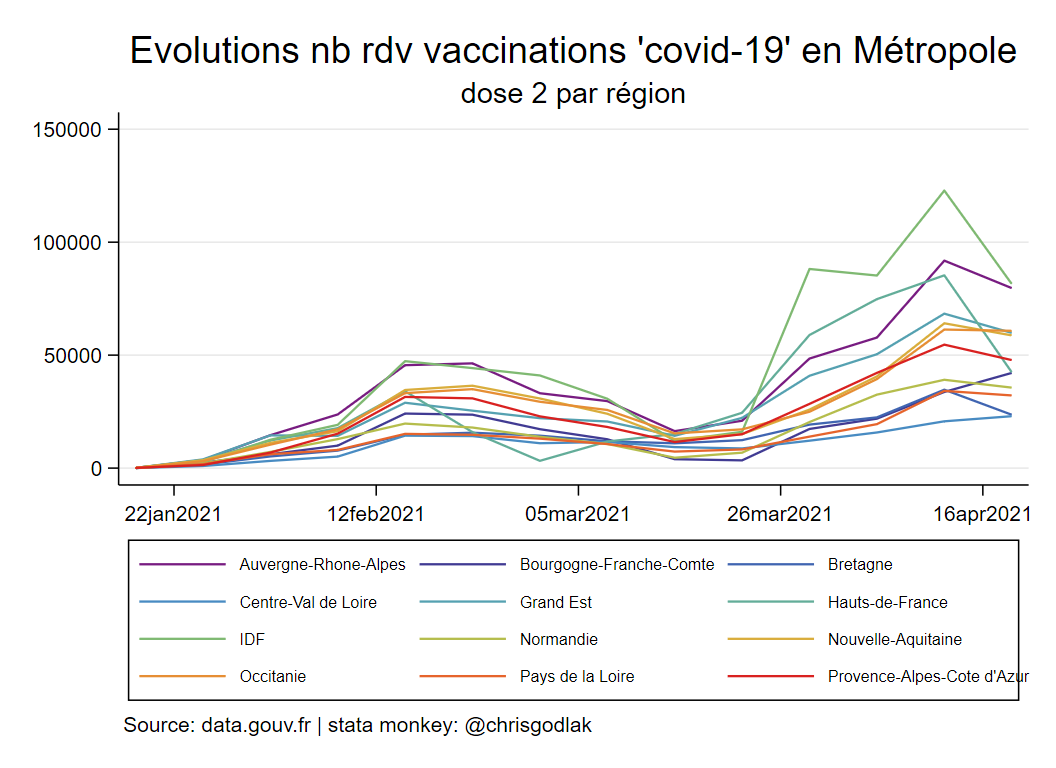 Evolutions nb rdv vaccinations 'covid-19' en Métropole
dose 2 par région
150000
100000
50000
0
22jan2021 12feb2021 05mar2021 26mar2021 16apr2021
Auvergne-Rhone-Alpes Bourgogne-Franche-Comte Bretagne
Centre-Val de Loire Grand Est Hauts-de-France
IDF Normandie Nouvelle-Aquitaine
Occitanie Pays de la Loire Provence-Alpes-Cote d'Azur
Source: data.gouv.fr | stata monkey: @chrisgodlak